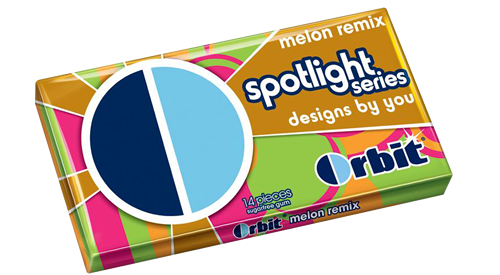 melon remix
spotlight
series
designs by you
Orbit
14 pieces
sugarfree gum
Orbit melon remix